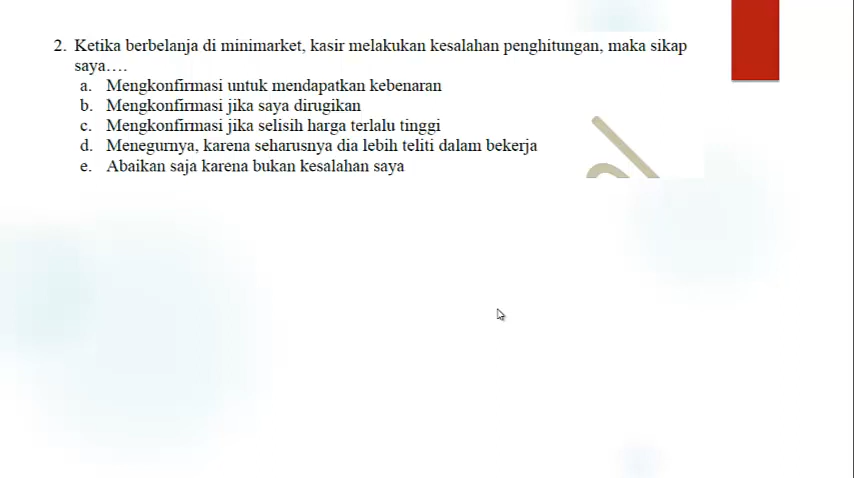 2. Ketika berbelanja di minimarket, kasir melakukan kesalahan penghitungan, maka sikap
saya....
a. Mengkonfirmasi untuk mendapatkan kebenaran
b. Mengkonfirmasi jika saya dirugikan
c. Mengkonfirmasi jika selisih harga terlalu tinggi
d. Menegurnya, karena seharusnya dia lebih teliti dalam bekerja
e. Abaikan saja karena bukan kesalahan saya